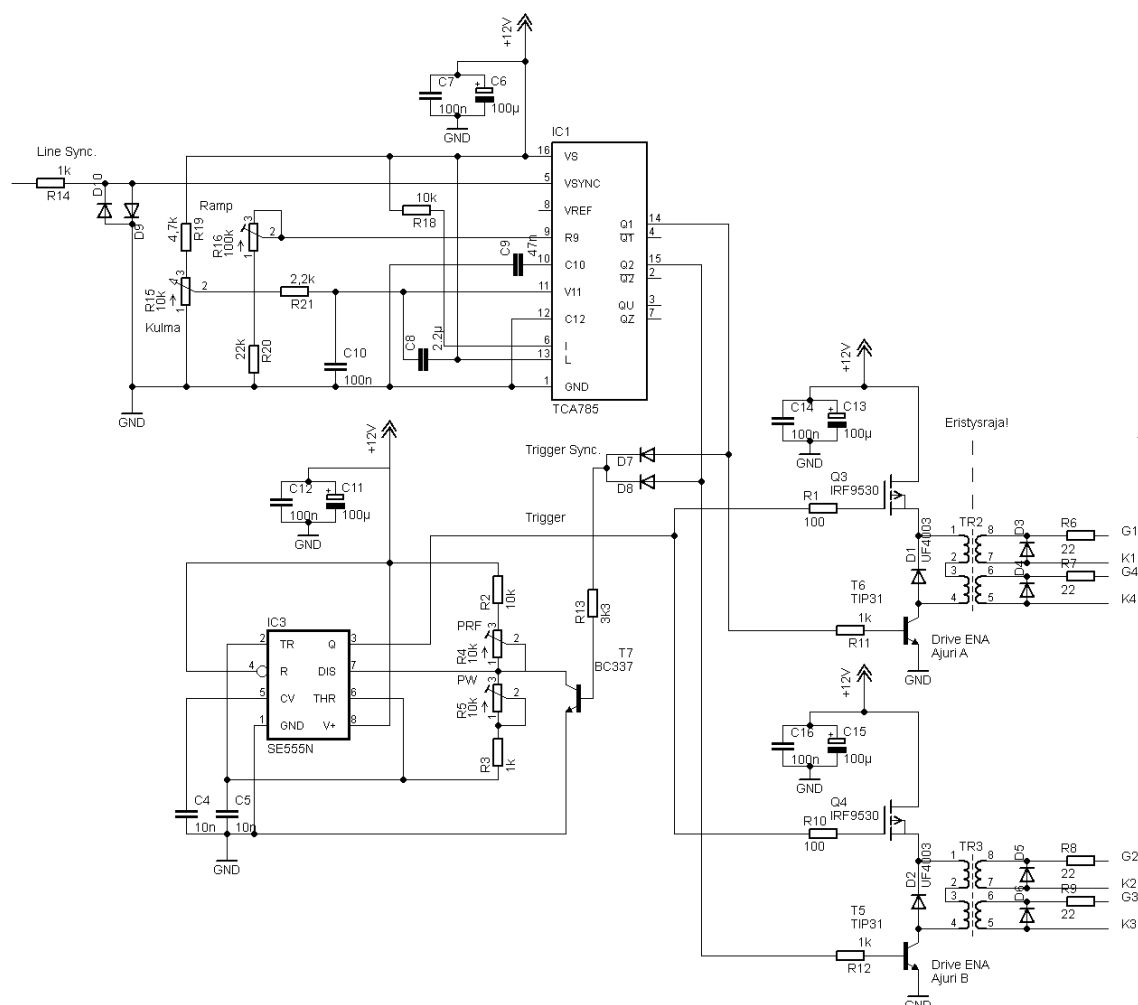 +12V
C7
100n
+
C6
100µ
GND
Line Sync.
1k
R14
D10
D9
4,7k
R19
Ramp
R16
100k
3
2
1
R15
10k
3
2
1
Kulma
22k
R20
2,2k
R21
10k
R18
C9
47n
C8
2,2µ
C10
100n
GND
IC1
16 VS
5 VSYNC
8 VREF
9 R9
10 C10
11 V11
12 C12
6 I
13 L
1 GND
Q1 14
Q1 4
Q2 15
Q2 2
QU 3
QZ 7
TCA785
+12V
C12
100n
+
C11
100µ
GND
Trigger Sync.
D7
D8
Trigger
R2
10k
PRF
R4
10k
3
2
1
PW
R5
10k
3
2
1
R3
1k
R13
3K3
T7
BC337
IC3
2 TR
4 R
5 CV
1 GND
Q 3
DIS 7
THR 6
V+ 8
SE555N
C4
10n
C5
10n
GND
+12V
C14
100n
+
C13
100µ
GND
Eristysraja!
Q3
IRF9530
R1
100
D1
UF4003
TR2
1
2
3
4
8
7
6
5
D3
D4
R6
22
R7
22
G1
K1
G4
K4
T6
TIP31
1k
R11
Drive ENA
Ajuri A
GND
+12V
C16
100n
+
C15
100µ
GND
Q4
IRF9530
R10
100
D2
UF4003
TR3
1
2
3
4
8
7
6
5
D5
D6
R8
22
R9
22
G2
K2
G3
K3
T5
TIP31
1k
R12
Drive ENA
Ajuri B
GND